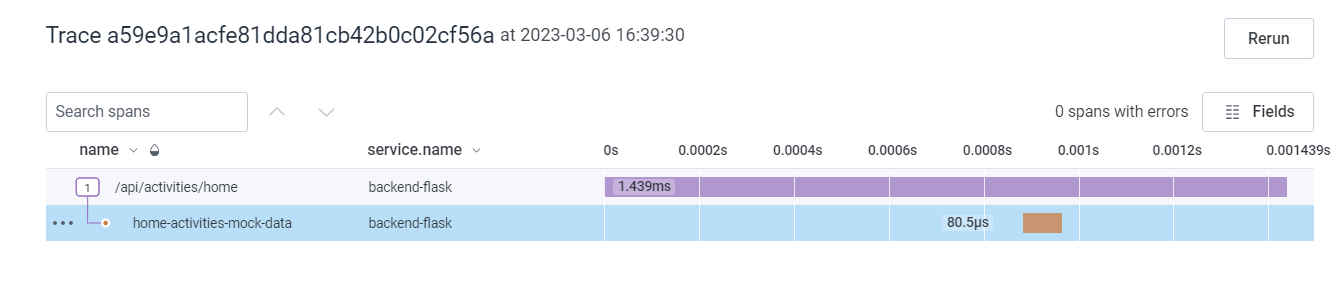 Trace a59e9a1acfe81dda81cb42b0c02cf56a at 2023-03-06 16:39:30
Rerun
Search spans
0 spans with errors
Fields
name service.name 0s 0.0002s 0.0004s 0.0006s 0.0008s 0.001s 0.0012s 0.001439s
1 /api/activities/home backend-flask 1.439ms
home-activities-mock-data backend-flask 80.5μs